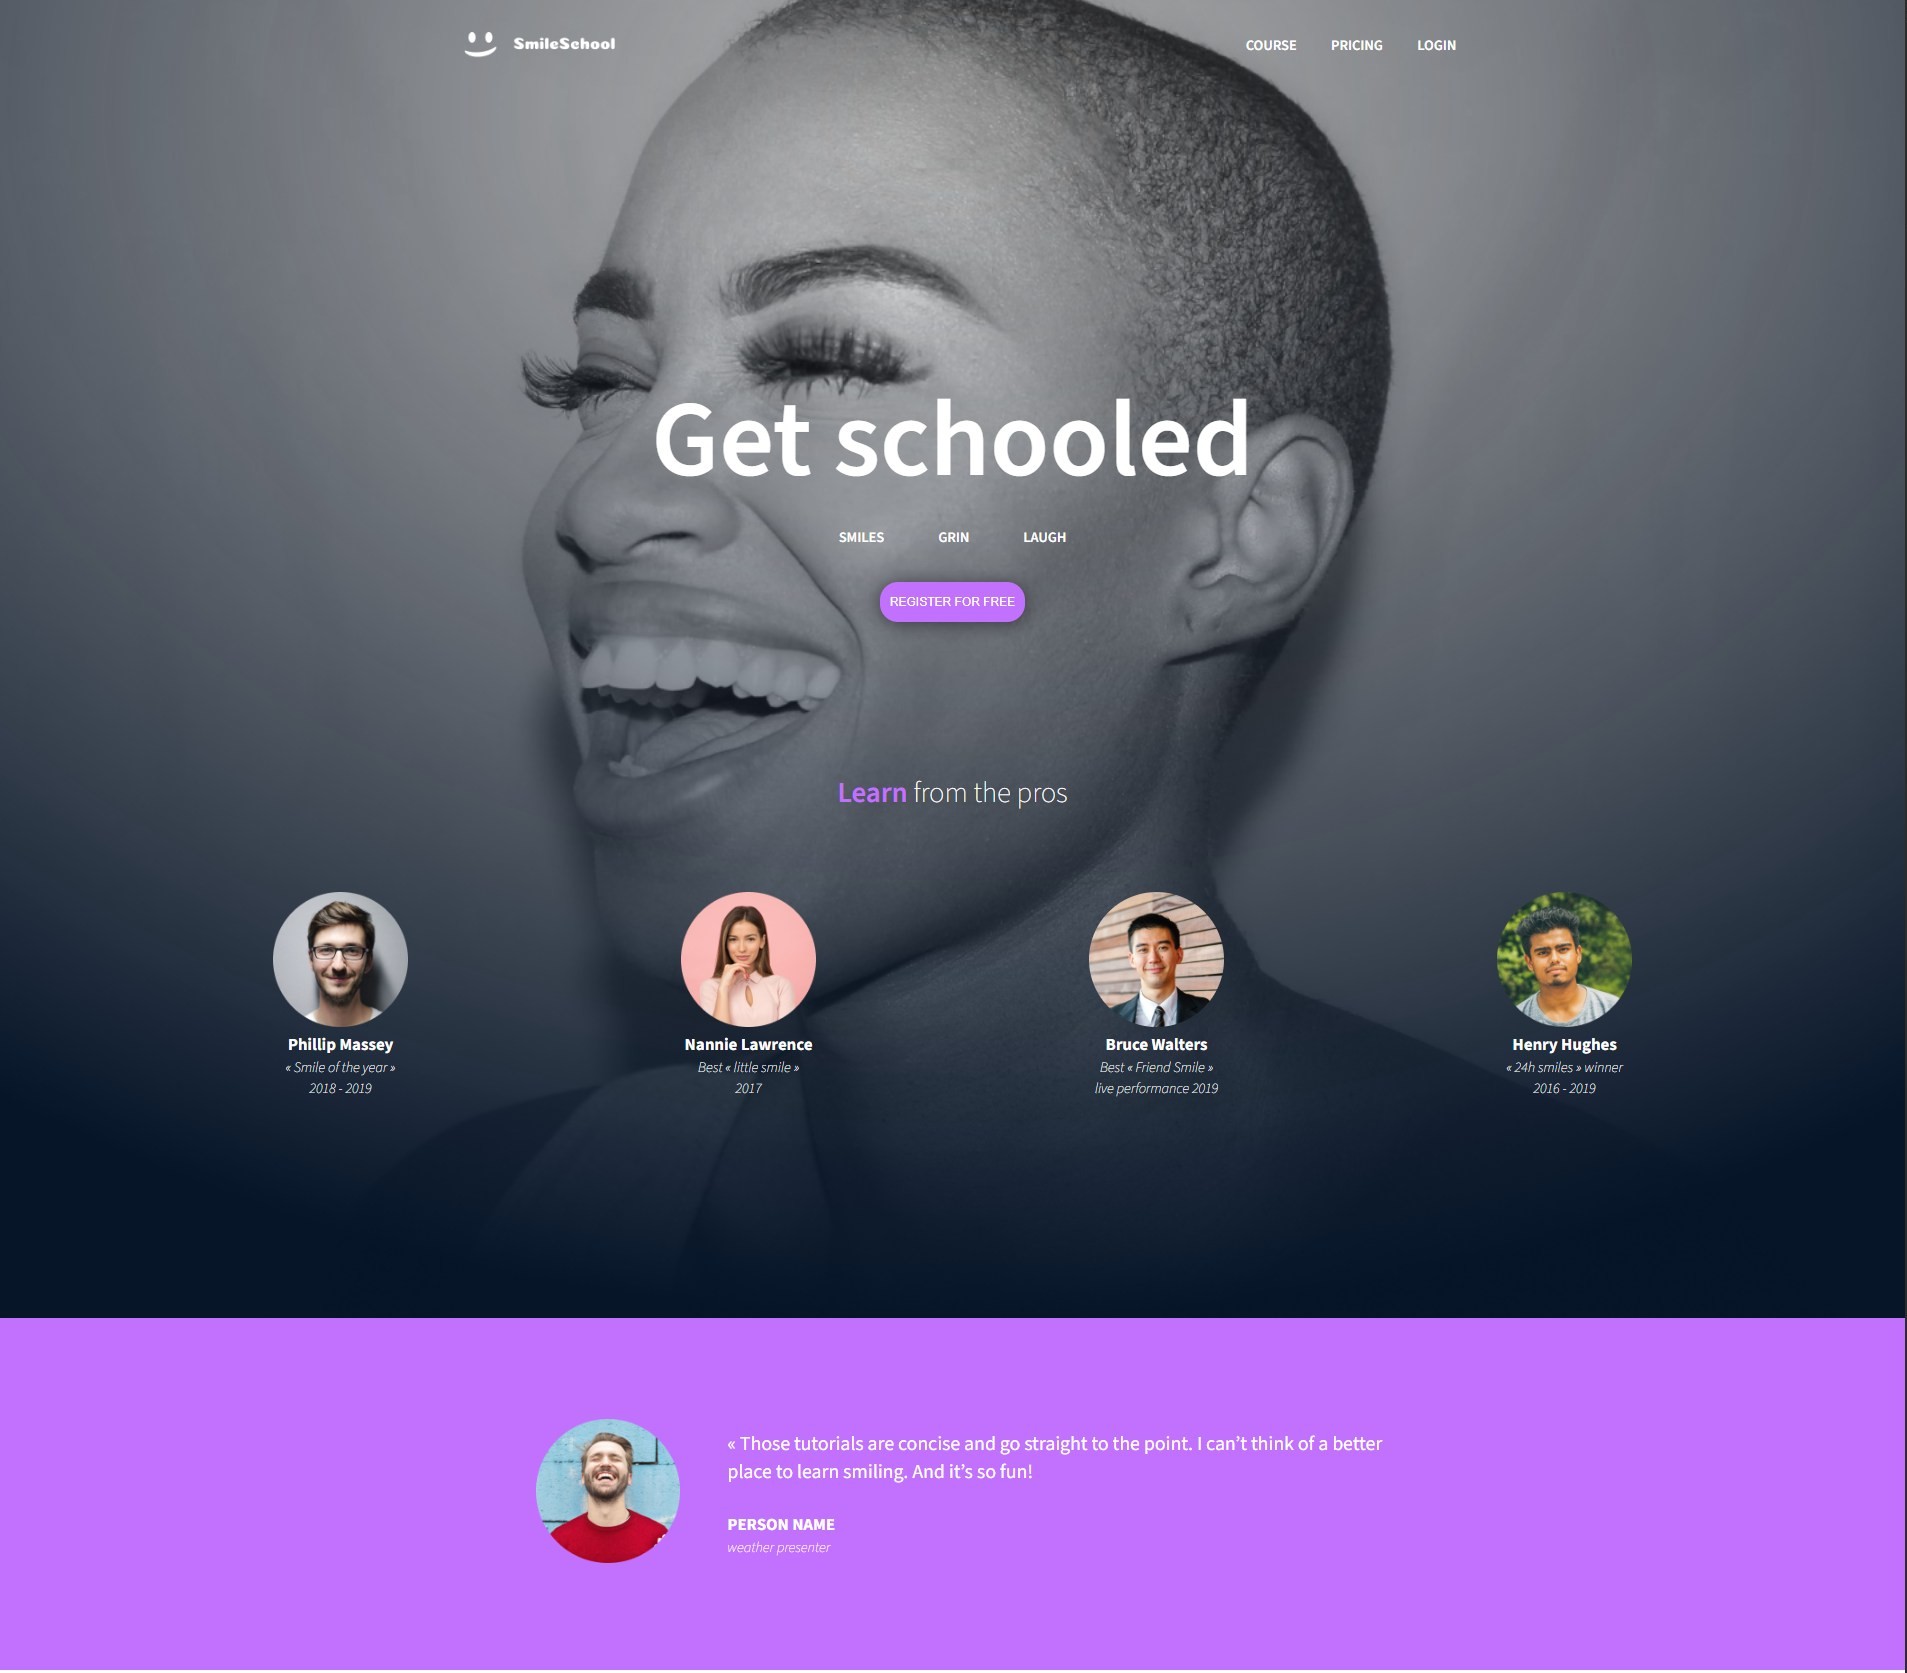 SmileSchool
COURSE PRICING LOGIN
Get schooled
SMILES GRIN LAUGH
REGISTER FOR FREE
Learn from the pros
Phillip Massey
« Smile of the year »
2018 - 2019
Nannie Lawrence
Best « little smile »
2017
Bruce Walters
Best « Friend Smile »
live performance 2019
Henry Hughes
« 24h smiles » winner
2016 - 2019
« Those tutorials are concise and go straight to the point. I can’t think of a better
place to learn smiling. And it’s so fun!
PERSON NAME
weather presenter